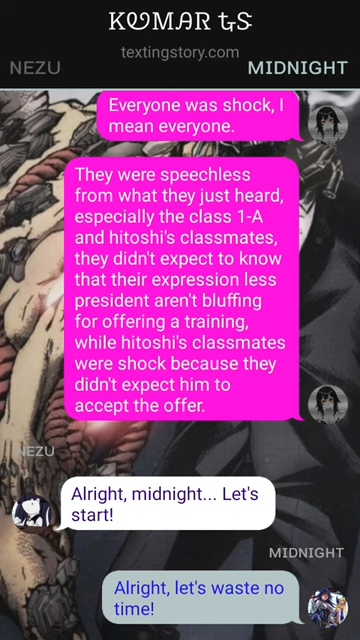 KUMAR GS
textingstory.com
NEZU MIDNIGHT
Everyone was shock, I
mean everyone.
They were speechless
from what they just heard,
especially the class 1-A
and hitoshi's classmates,
they didn't expect to know
that their expression less
president aren't bluffing
for offering a training,
while hitoshi's classmates
were shock because they
didn't expect him to
accept the offer.
NEZU
Alright, midnight... Let's
start!
MIDNIGHT
Alright, let's waste no
time!